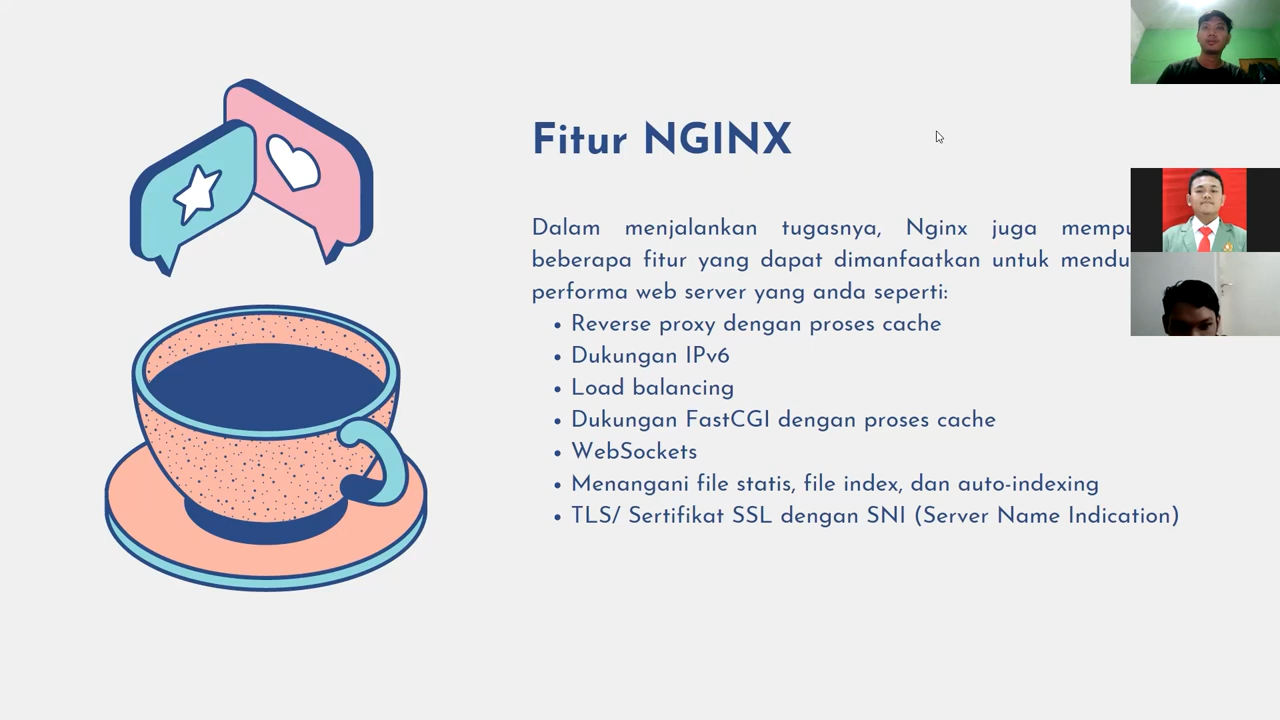 Fitur NGINX
Dalam menjalankan tugasnya, Nginx juga
beberapa fitur yang dapat dimanfaatkan untuk
performa web server yang anda seperti:
• Reverse proxy dengan proses cache
• Dukungan IPv6
• Load balancing
• Dukungan FastCGI dengan proses cache
• WebSockets
• Menangani file statis, file index, dan auto-indexing
• TLS/ Sertifikat SSL dengan SNI (Server Name Indication)